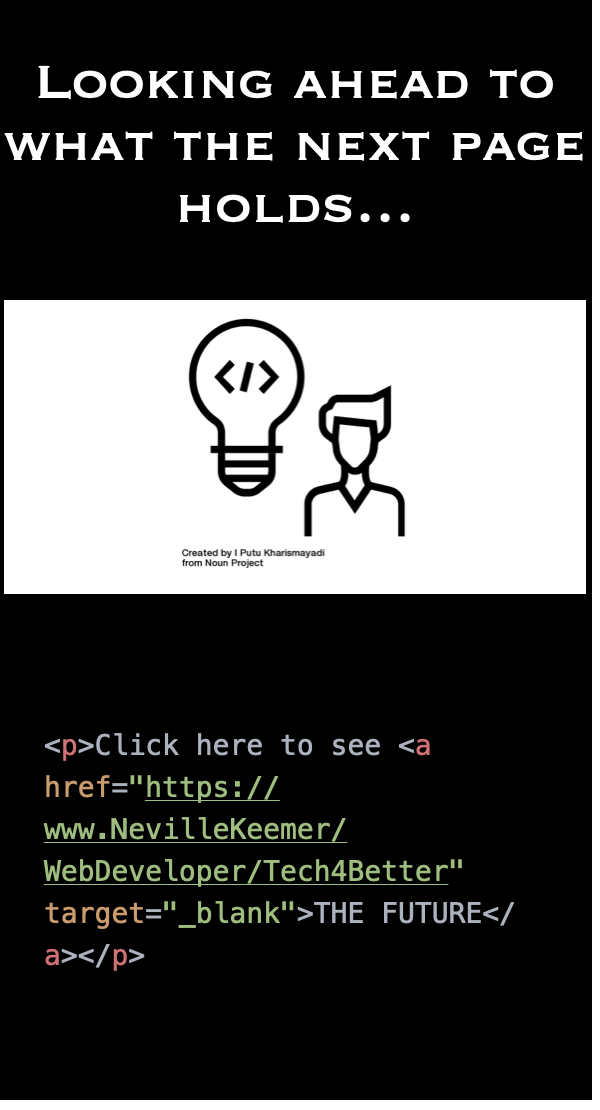 Looking ahead to
what the next page
holds...
</>
Created by I Putu Kharismayadi
from Noun Project
<p>Click here to see <a
href="https://
www.NevilleKeemer/
WebDeveloper/Tech4Better"
target="_blank">THE FUTURE</
a></p>